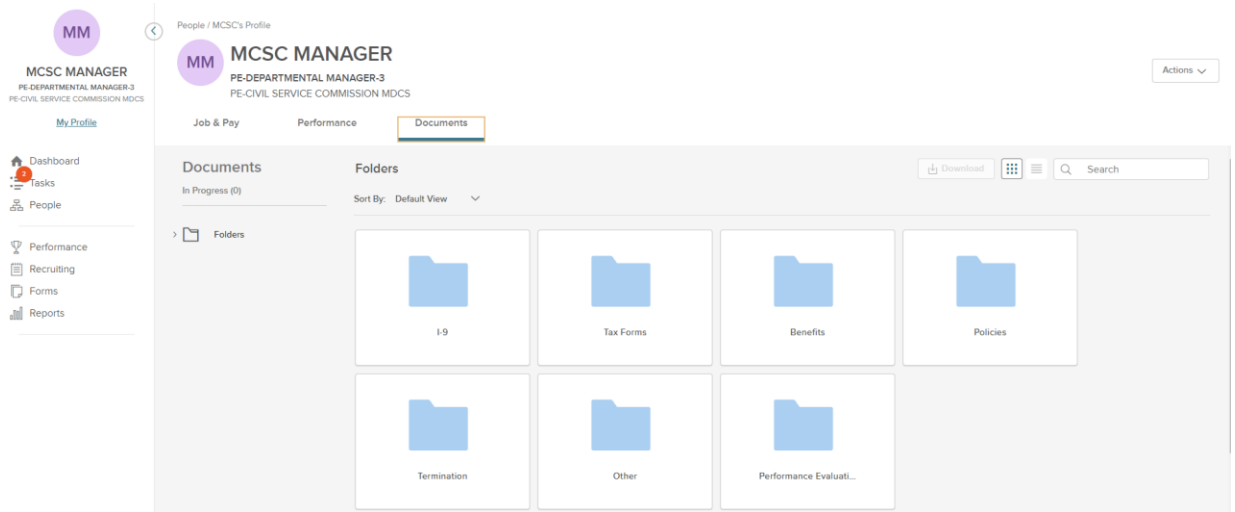 MM
MCSC MANAGER
PE-DEPARTMENTAL MANAGER-3
PE-CIVIL SERVICE COMMISSION MDCS
My Profile
Dashboard
2
Tasks
People
Performance
Recruiting
Forms
Reports
People / MCSC's Profile
MM
MCSC MANAGER
PE-DEPARTMENTAL MANAGER-3
PE-CIVIL SERVICE COMMISSION MDCS
Actions
Job & Pay Performance Documents
Documents
In Progress (0)
Folders
Folders
Download
Search
Sort By: Default View
I-9 Tax Forms Benefits Policies
Termination Other Performance Evaluati...